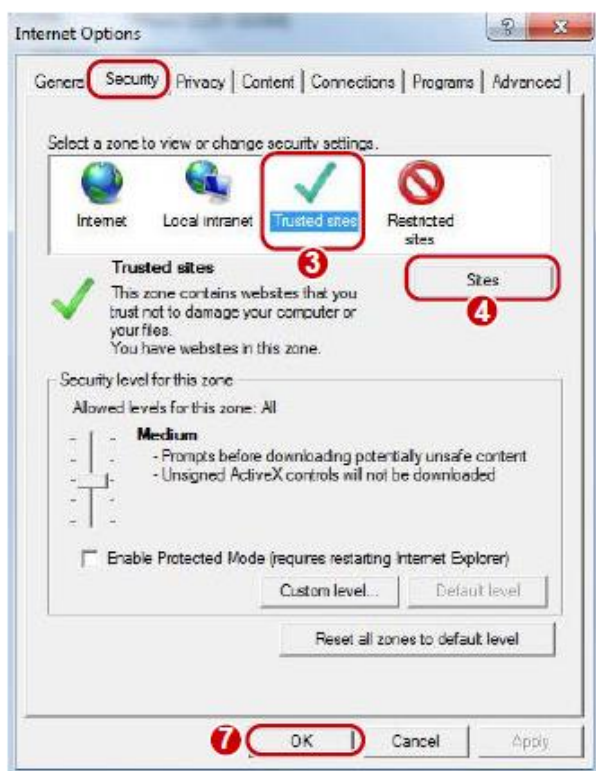 Internet Options
General Security Privacy Content Connections Programs Advanced
Select a zone to view or change security settings.
Internet Local intranet Trusted sites Restricted sites
3
Trusted sites
Sites
4
This zone contains websites that you
trust not to damage your computer or
your files.
You have websites in this zone.
Security level for this zone
Allowed levels for this zone: All
Medium
- Prompts before downloading potentially unsafe content
- Unsigned ActiveX controls will not be downloaded
Enable Protected Mode (requires restarting Internet Explorer)
Custom level... Default level
Reset all zones to default level
7 OK Cancel Apply